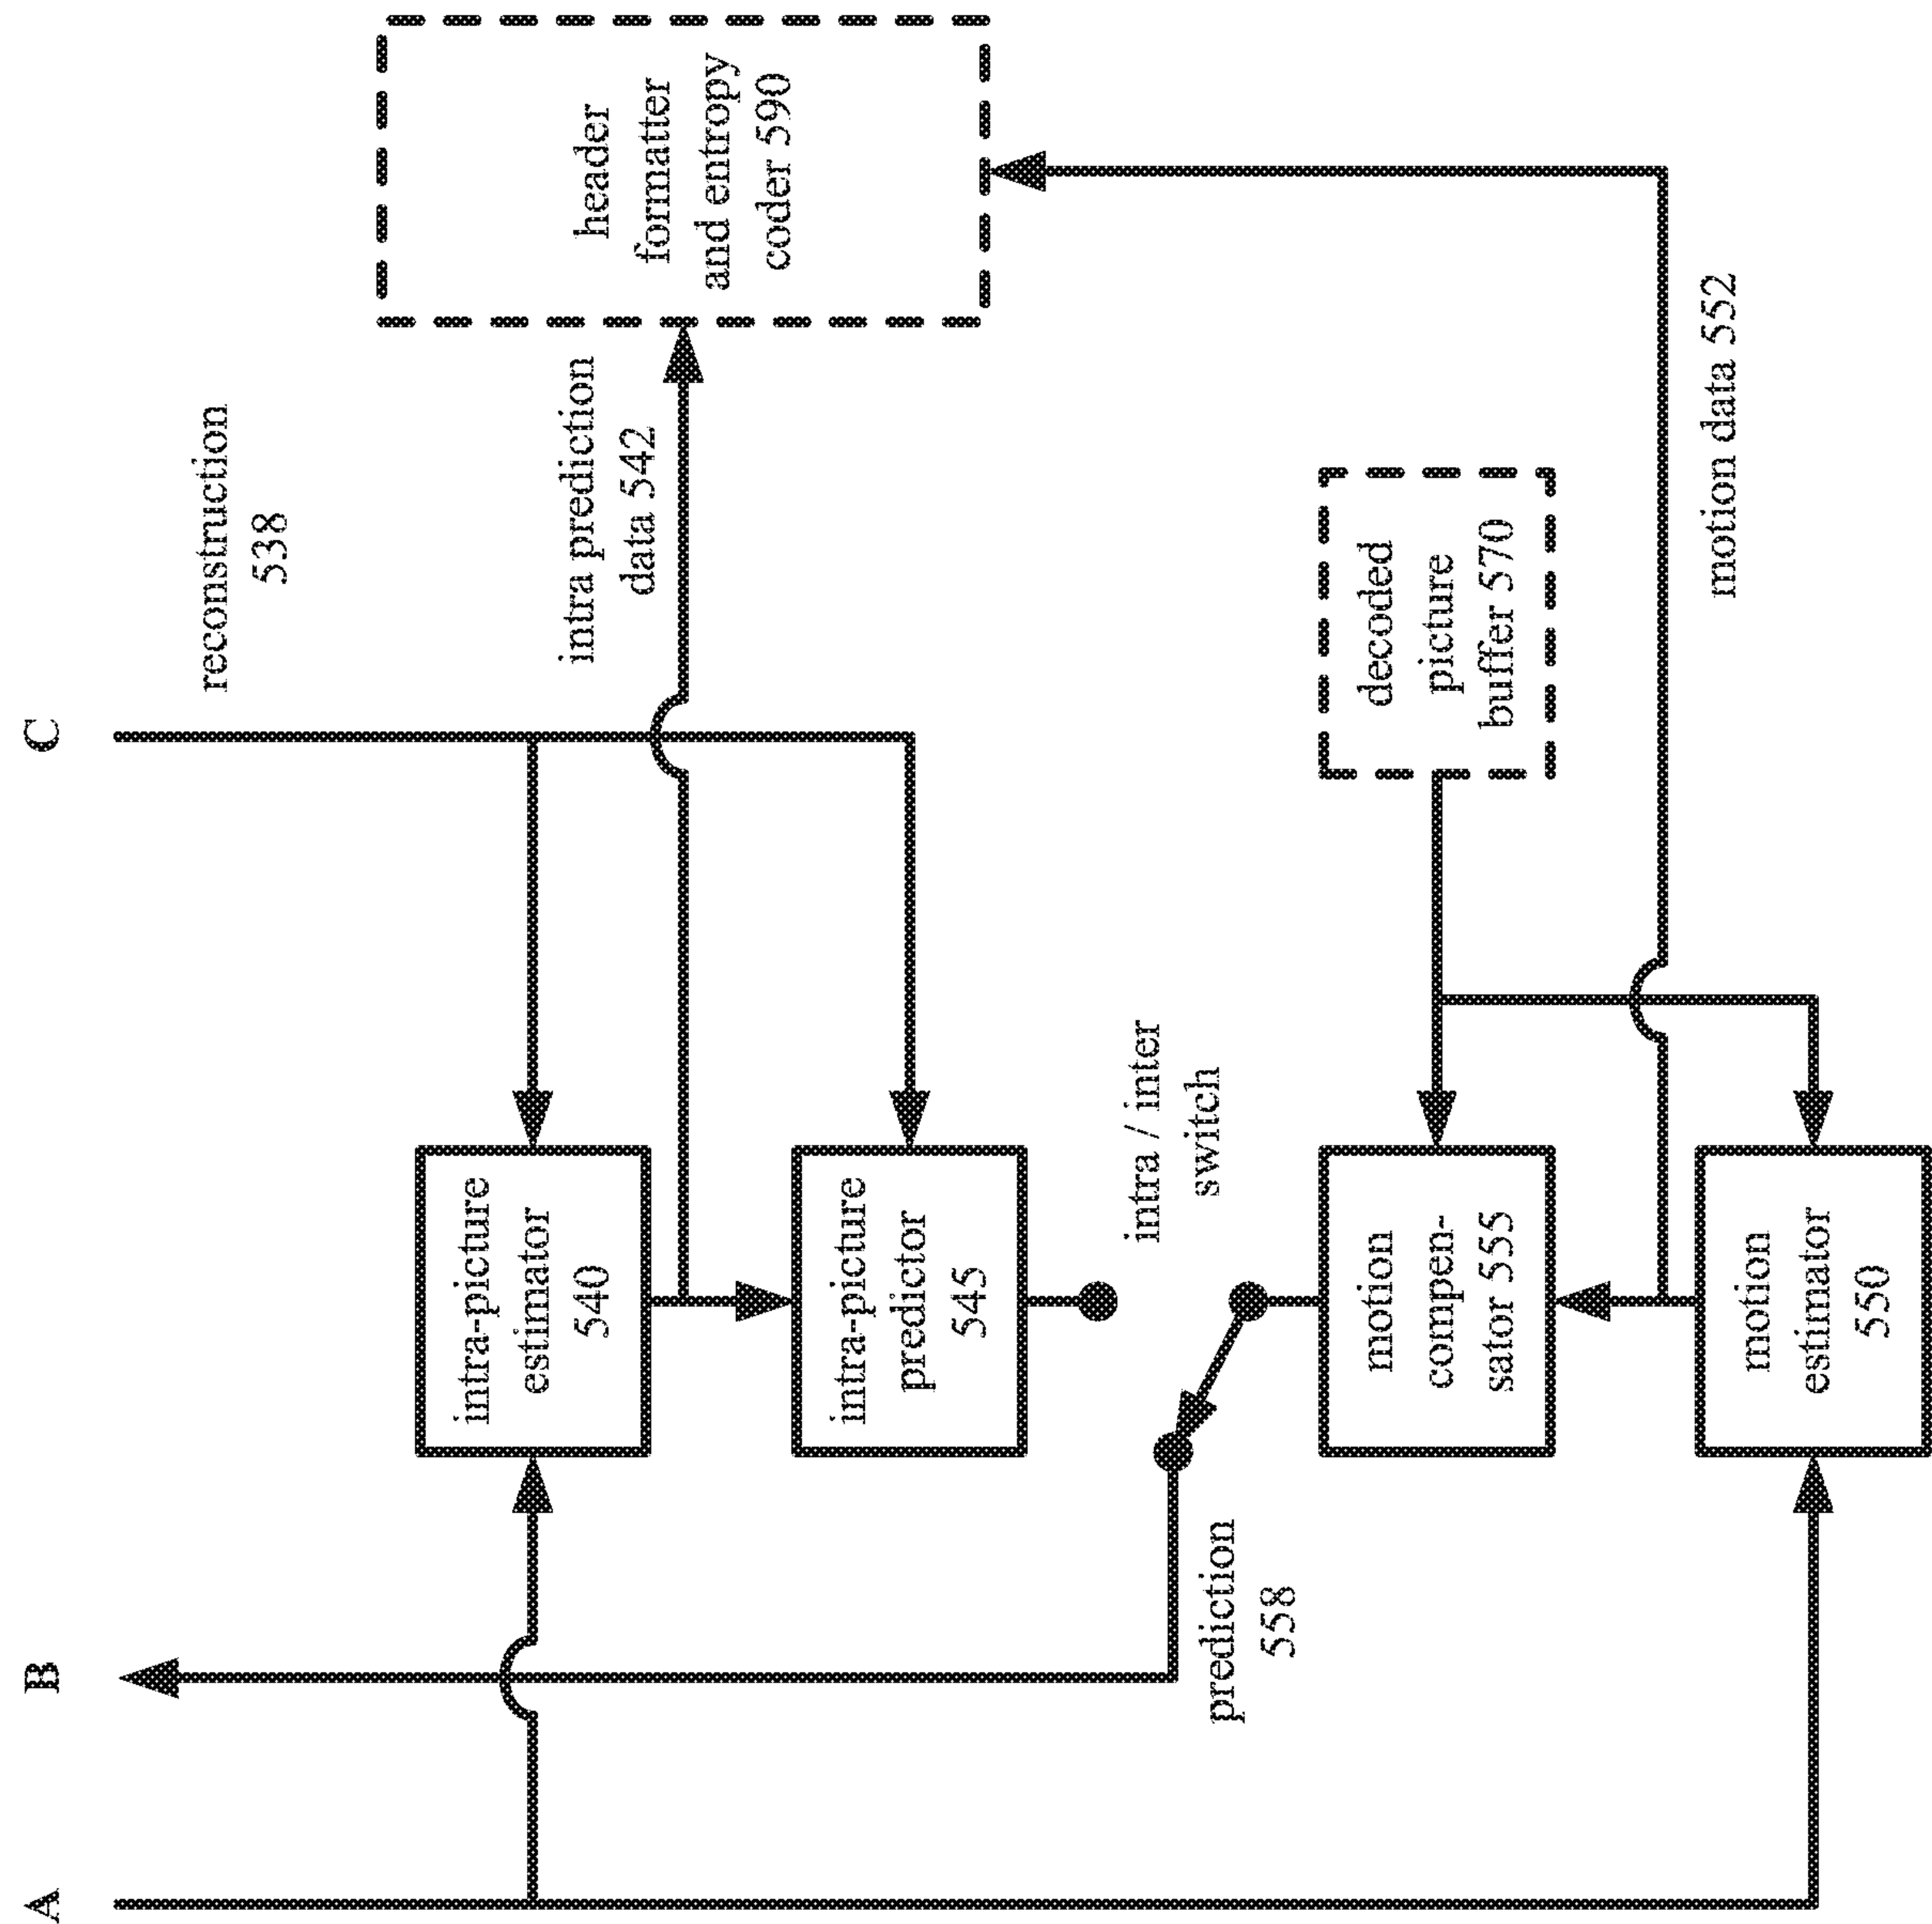 A
B
C
reconstruction
538
intra-picture
estimator
540
intra prediction
data 542
header
formatter
and entropy
coder 590
intra-picture
predictor
545
intra / inter
switch
prediction
558
motion
compen-
sator 555
decoded
picture
buffer 570
motion
estimator
550
motion data 552